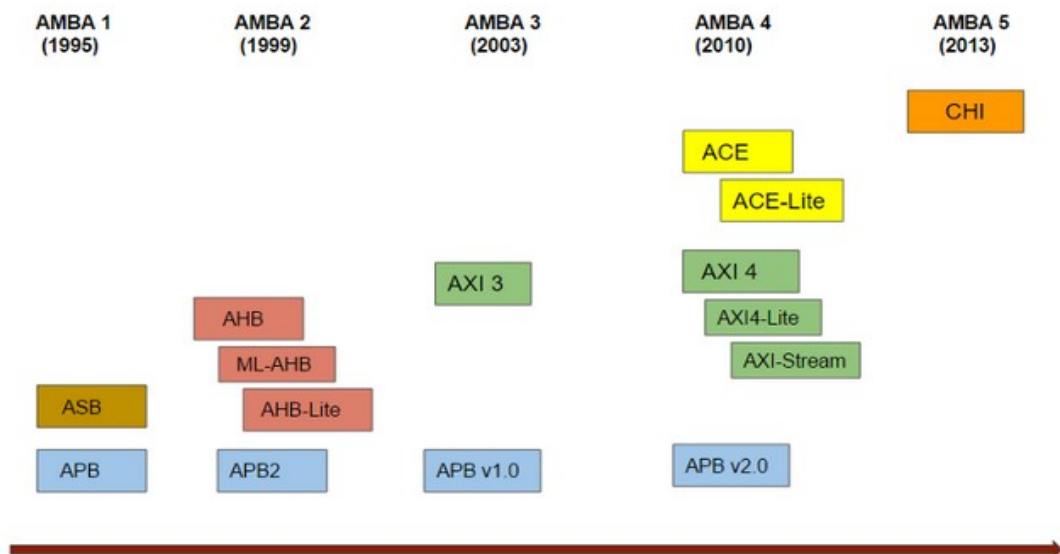 AMBA 1
(1995)
AMBA 2
(1999)
AMBA 3
(2003)
AMBA 4
(2010)
AMBA 5
(2013)
CHI
ACE
ACE-Lite
AXI 3
AXI 4
AHB
AXI4-Lite
ML-AHB
AXI-Stream
ASB
AHB-Lite
APB
APB2
APB v1.0
APB v2.0